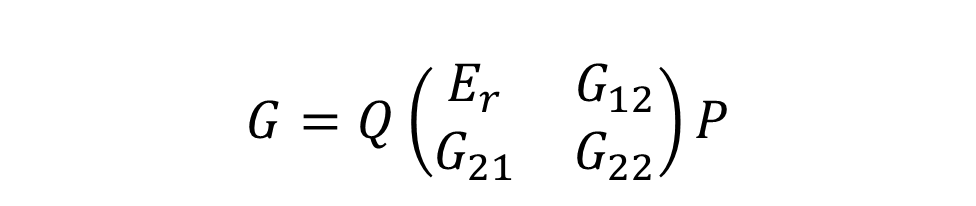 G = Q ( E_r G_12
G_21 G_22 ) P